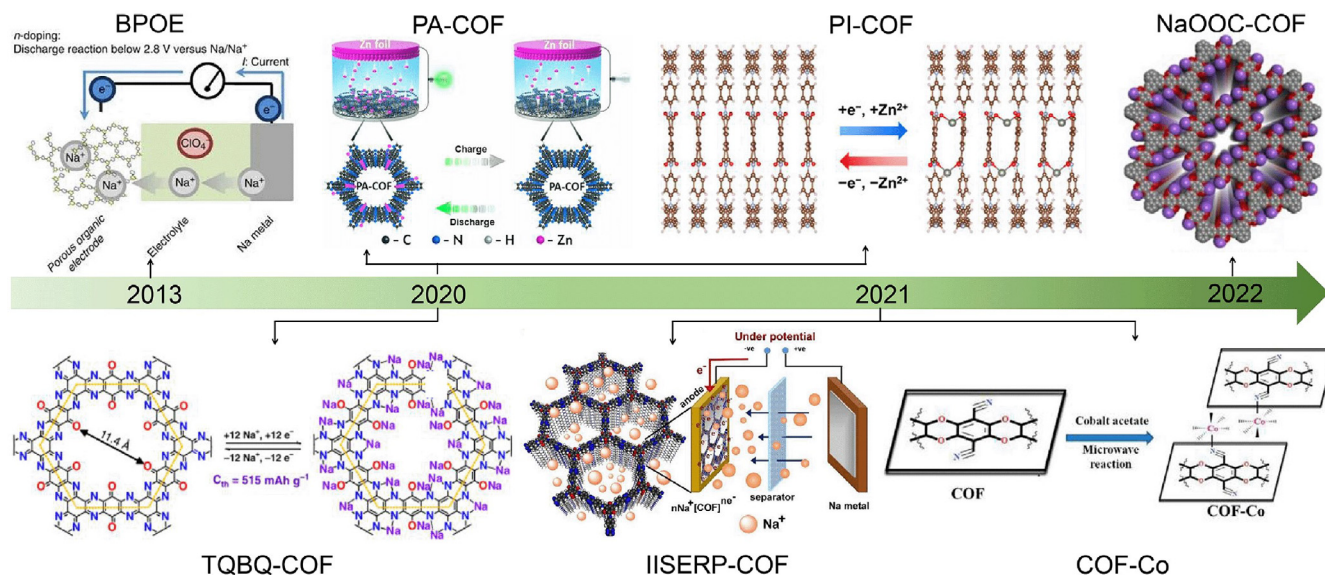 BPOE
n-doping:
Discharge reaction below 2.8 V versus Na/Na⁺
I: Current
e⁻
e⁻
ClO₄⁻
Na⁺
Na⁺
Na⁺
Na⁺
Porous organic
electrode
Electrolyte
Na metal
PA-COF
Zn foil
Zn foil
Charge
PA-COF
PA-COF
Discharge
- C
- N
- H
- Zn
PI-COF
+e⁻, +Zn²⁺
−e⁻, −Zn²⁺
NaOOC-COF
2013
2020
2021
2022
O O O O
N N N N
11.4 Å
+12 Na⁺, +12 e⁻
−12 Na⁺, −12 e⁻
Cth = 515 mAh g⁻¹
TQBQ-COF
Under potential
-ve
+ve
e⁻
anode
nNa⁺[COF]ⁿᵉ⁻
separator
Na metal
Na⁺
IISERP-COF
COF
Cobalt acetate
Microwave
reaction
Co
Co
COF-Co
COF-Co